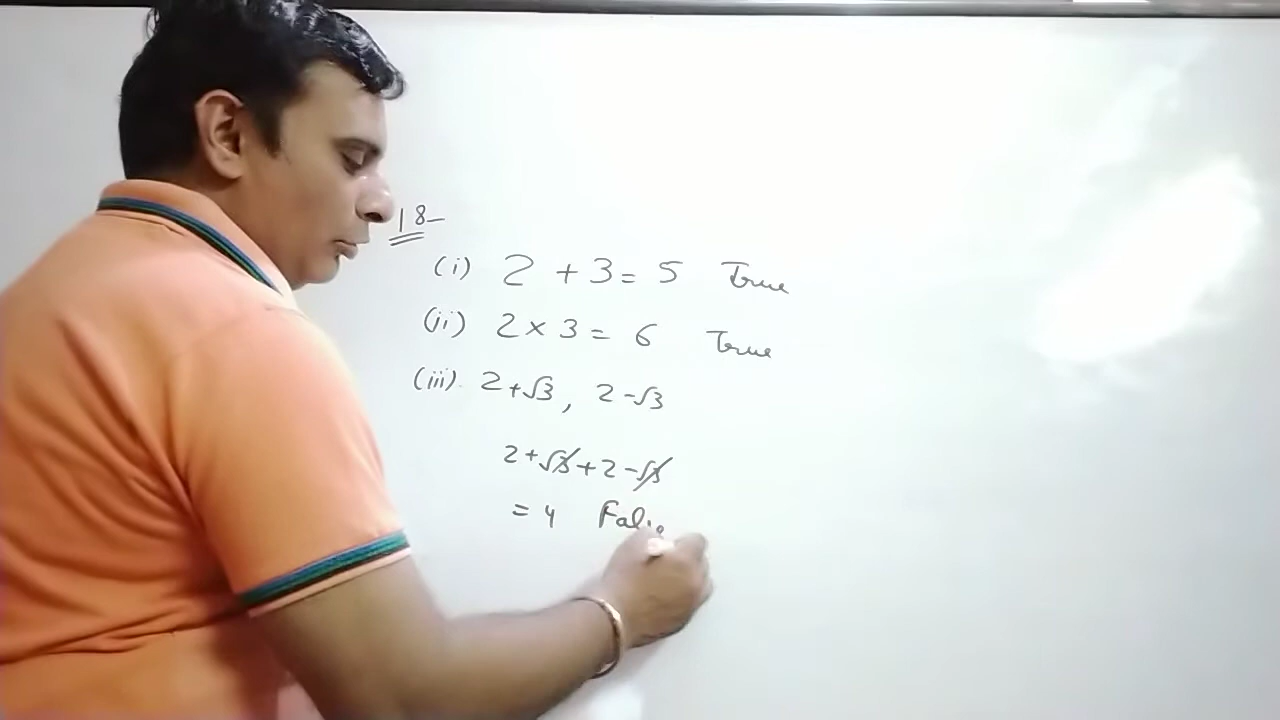 18-
(i) 2 + 3 = 5 True
(ii) 2 × 3 = 6 True
(iii) 2+√3, 2-√3
2+√3+2-√3
= 4 False